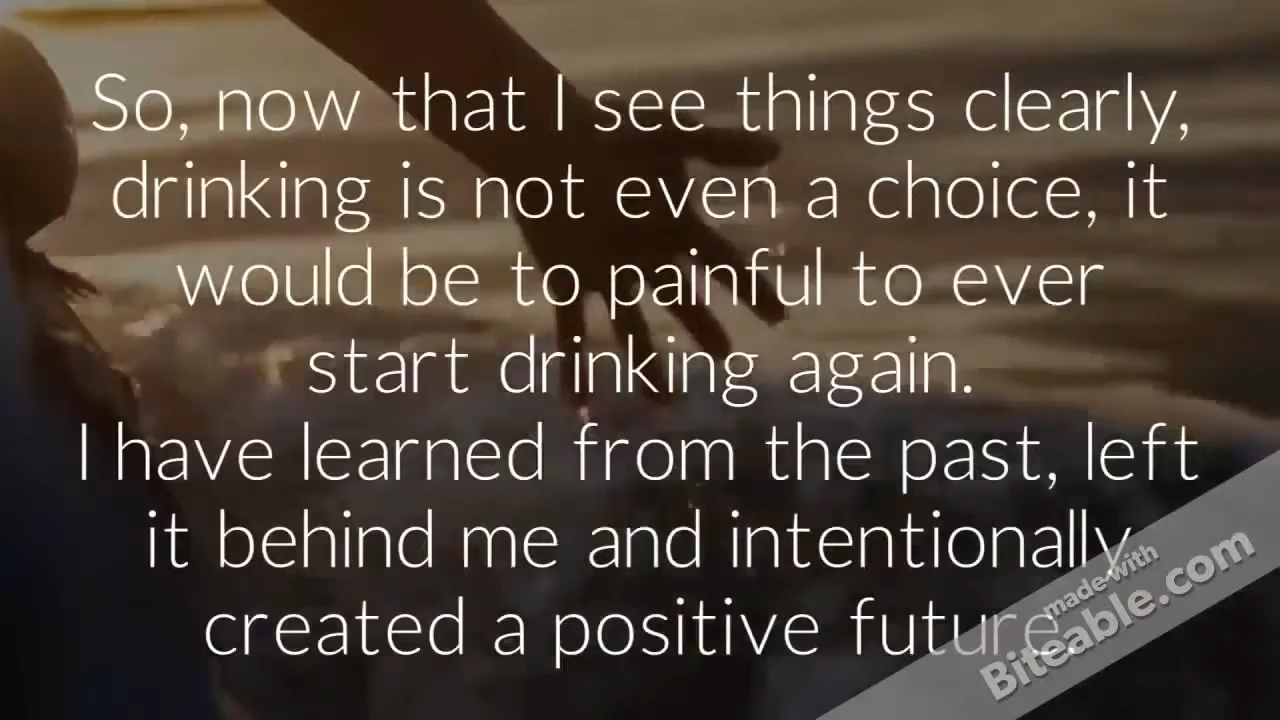 So, now that I see things clearly,
drinking is not even a choice, it
would be to painful to ever
start drinking again.
I have learned from the past, left
it behind me and intentionally
created a positive future.
made with
Biteable.com